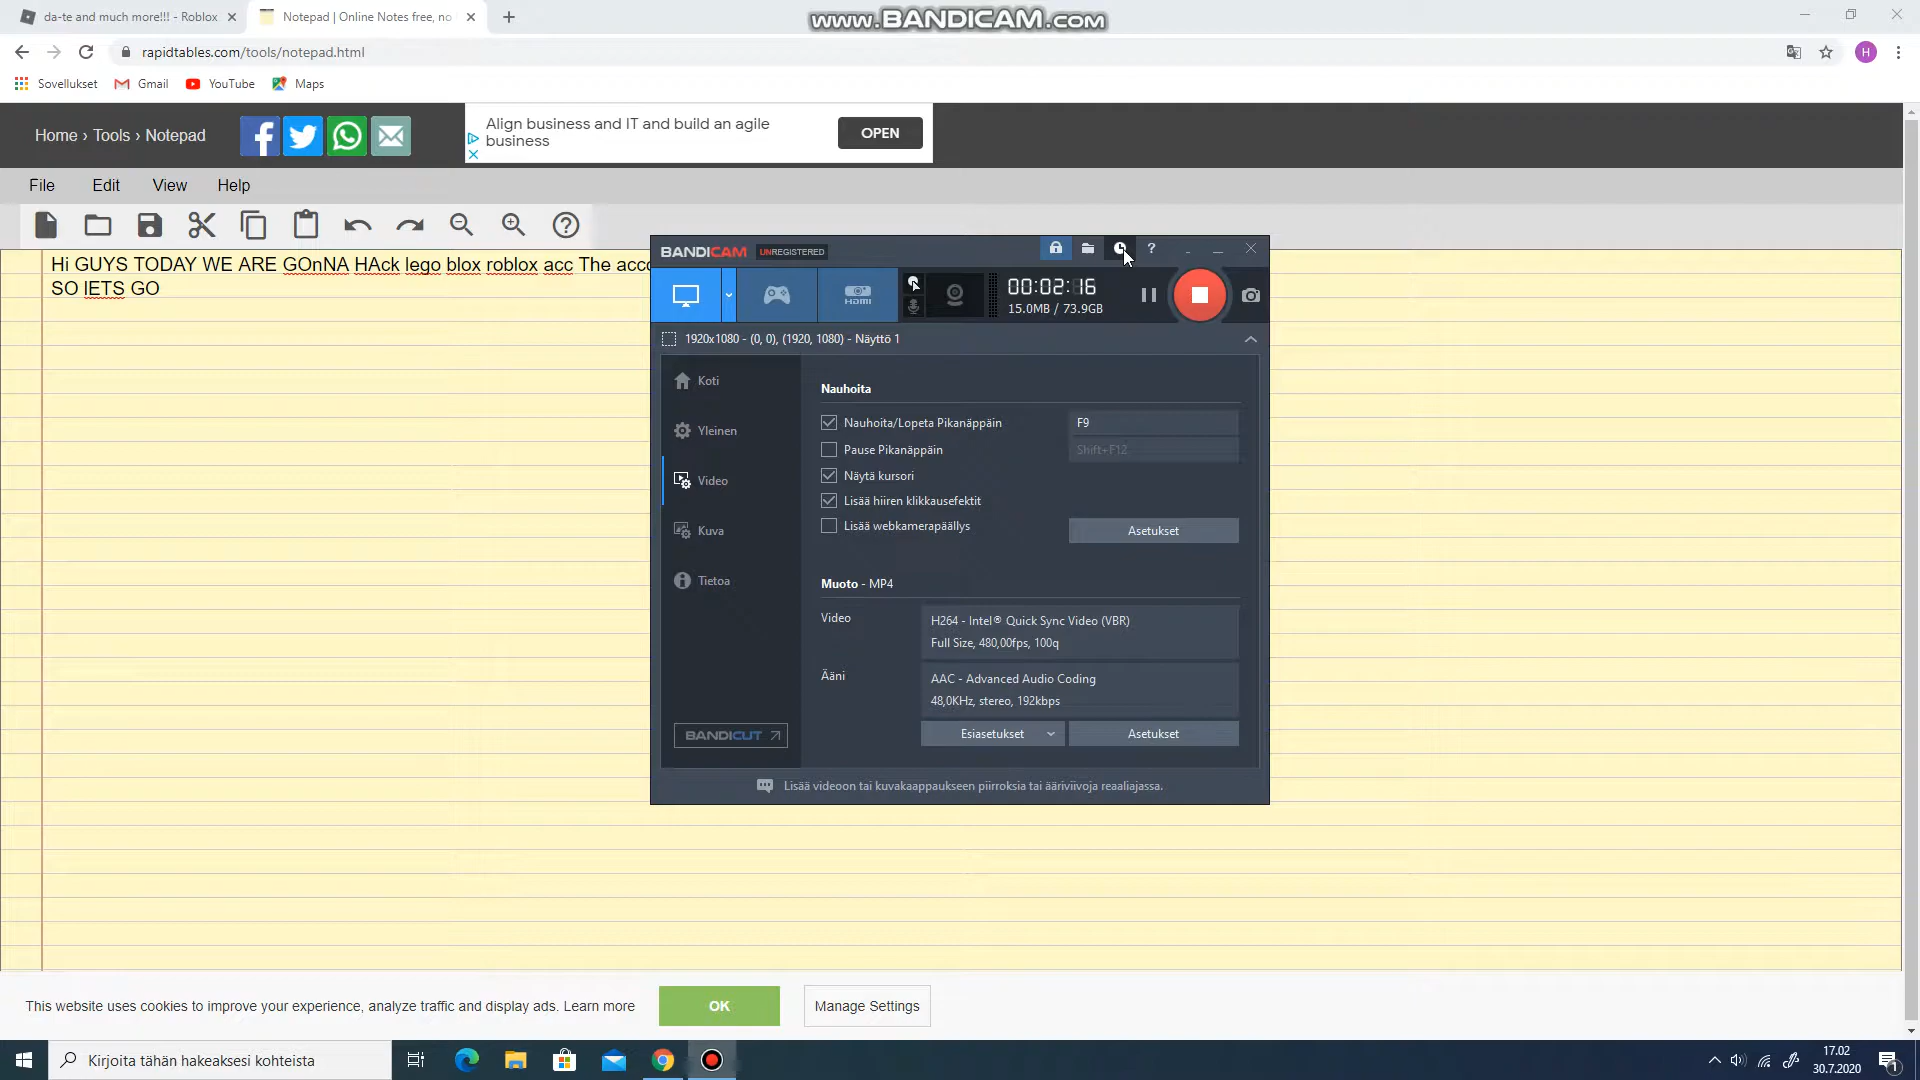 www.BANDICAM.COM
da-te and much more!!! - Roblox
Notepad | Online Notes free, no
rapidtables.com/tools/notepad.html
H
Sovellukset
Gmail
YouTube
Maps
Home › Tools › Notepad
Align business and IT and build an agile
business
OPEN
File Edit View Help
Hi GUYS TODAY WE ARE GOnNA HAck lego blox roblox acc The acc
SO lETS GO
BANDICAM UNREGISTERED
00:02:16
15.0MB / 73.9GB
HDMI
1920x1080 - (0, 0), (1920, 1080) - Näyttö 1
Koti
Yleinen
Video
Kuva
Tietoa
BANDICUT
Nauhoita
Nauhoita/Lopeta Pikanäppäin F9
Pause Pikanäppäin Shift+F12
Näytä kursori
Lisää hiiren klikkausefektit
Lisää webkamerapäällys Asetukset
Muoto - MP4
Video
H264 - Intel® Quick Sync Video (VBR)
Full Size, 480,00fps, 100q
Ääni
AAC - Advanced Audio Coding
48,0KHz, stereo, 192kbps
Esiasetukset Asetukset
Lisää videoon tai kuvakaappaukseen piirroksia tai ääriviivoja reaaliajassa.
This website uses cookies to improve your experience, analyze traffic and display ads. Learn more
OK
Manage Settings
Kirjoita tähän hakeaksesi kohteista
17.02
30.7.2020
1